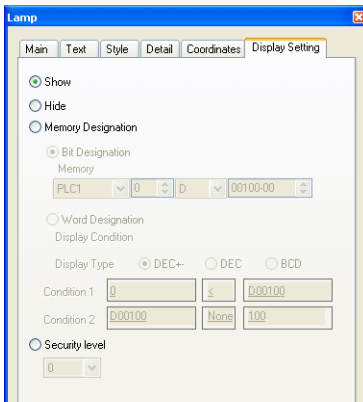 Lamp
Main Text Style Detail Coordinates Display Setting
Show
Hide
Memory Designation
Bit Designation
Memory
PLC1 0 D 00100-00
Word Designation
Display Condition
Display Type DEC+- DEC BCD
Condition 1 0 < D00100
Condition 2 D00100 None 100
Security level
0